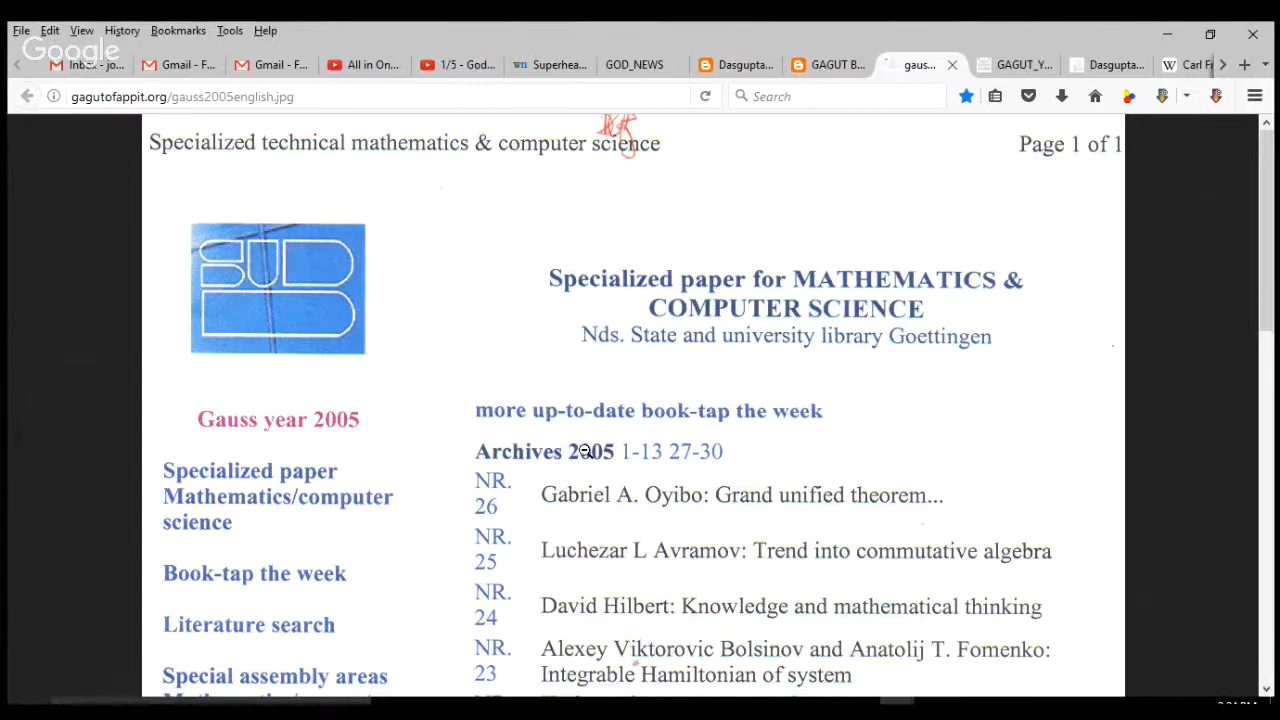 File Edit View History Bookmarks Tools Help
Google
Inbox - jo... Gmail - F... Gmail - F... All in On... 1/5 - God... Superhea... GOD_NEWS Dasgupta... GAGUT B... gaus... GAGUT_Y... Dasgupta... Carl F
gagutofappit.org/gauss2005english.jpg Search
Specialized technical mathematics & computer science Page 1 of 1
SUB
Specialized paper for MATHEMATICS &
COMPUTER SCIENCE
Nds. State and university library Goettingen
Gauss year 2005
more up-to-date book-tap the week
Archives 2005 1-13 27-30
Specialized paper
Mathematics/computer
science
Book-tap the week
Literature search
Special assembly areas
NR.
26 Gabriel A. Oyibo: Grand unified theorem...
NR.
25 Luchezar L Avramov: Trend into commutative algebra
NR.
24 David Hilbert: Knowledge and mathematical thinking
NR.
23 Alexey Viktorovic Bolsinov and Anatolij T. Fomenko:
Integrable Hamiltonian of system